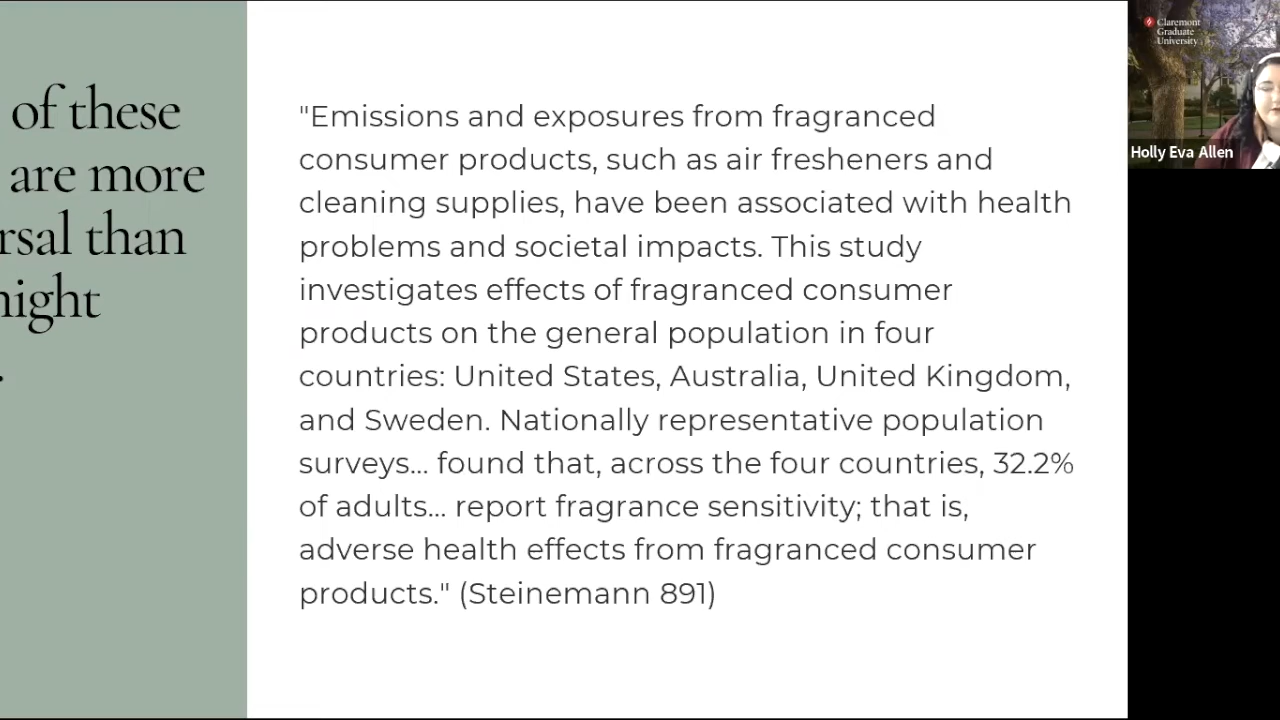 of these
are more
rsal than
night
.
"Emissions and exposures from fragranced
consumer products, such as air fresheners and
cleaning supplies, have been associated with health
problems and societal impacts. This study
investigates effects of fragranced consumer
products on the general population in four
countries: United States, Australia, United Kingdom,
and Sweden. Nationally representative population
surveys... found that, across the four countries, 32.2%
of adults... report fragrance sensitivity; that is,
adverse health effects from fragranced consumer
products." (Steinemann 891)
Claremont
Graduate
University
Holly Eva Allen